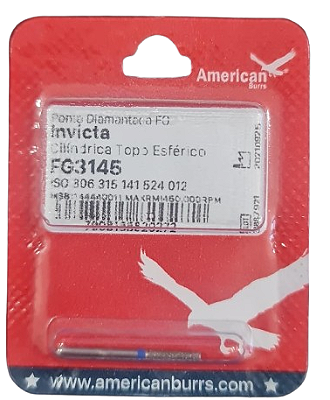 American
Burrs
Ponta Diamantada FG
Invicta
Cilíndrica Topo Esférico
FG3145
ISO 806 315 141 524 012
www.americanburrs.com